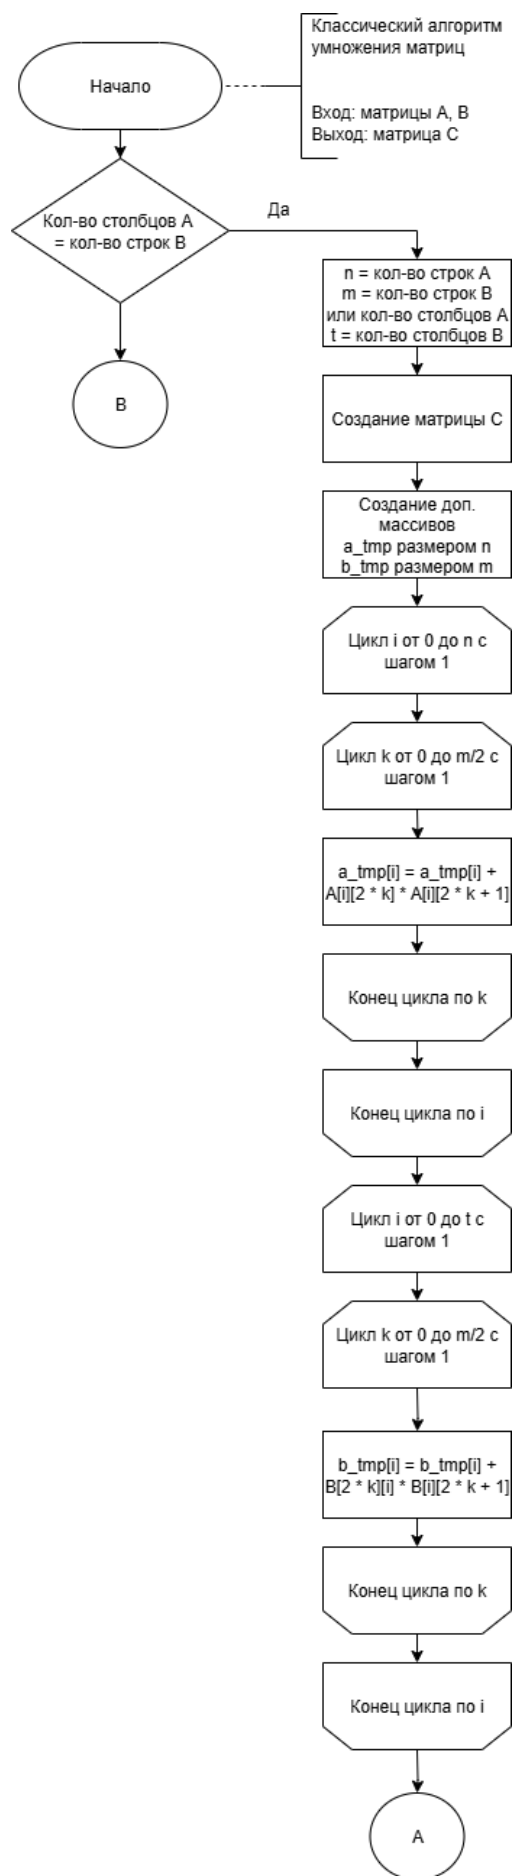 Классический алгоритм
умножения матриц
Вход: матрицы А, В
Выход: матрица С
Начало
Кол-во столбцов А
= кол-во строк В
Да
В
n = кол-во строк А
m = кол-во строк В
или кол-во столбцов А
t = кол-во столбцов В
Создание матрицы С
Создание доп.
массивов
a_tmp размером n
b_tmp размером m
Цикл i от 0 до n с
шагом 1
Цикл k от 0 до m/2 с
шагом 1
a_tmp[i] = a_tmp[i] +
A[i][2 * k] * A[i][2 * k + 1]
Конец цикла по k
Конец цикла по i
Цикл i от 0 до t с
шагом 1
Цикл k от 0 до m/2 с
шагом 1
b_tmp[i] = b_tmp[i] +
B[2 * k][i] * B[i][2 * k + 1]
Конец цикла по k
Конец цикла по i
А